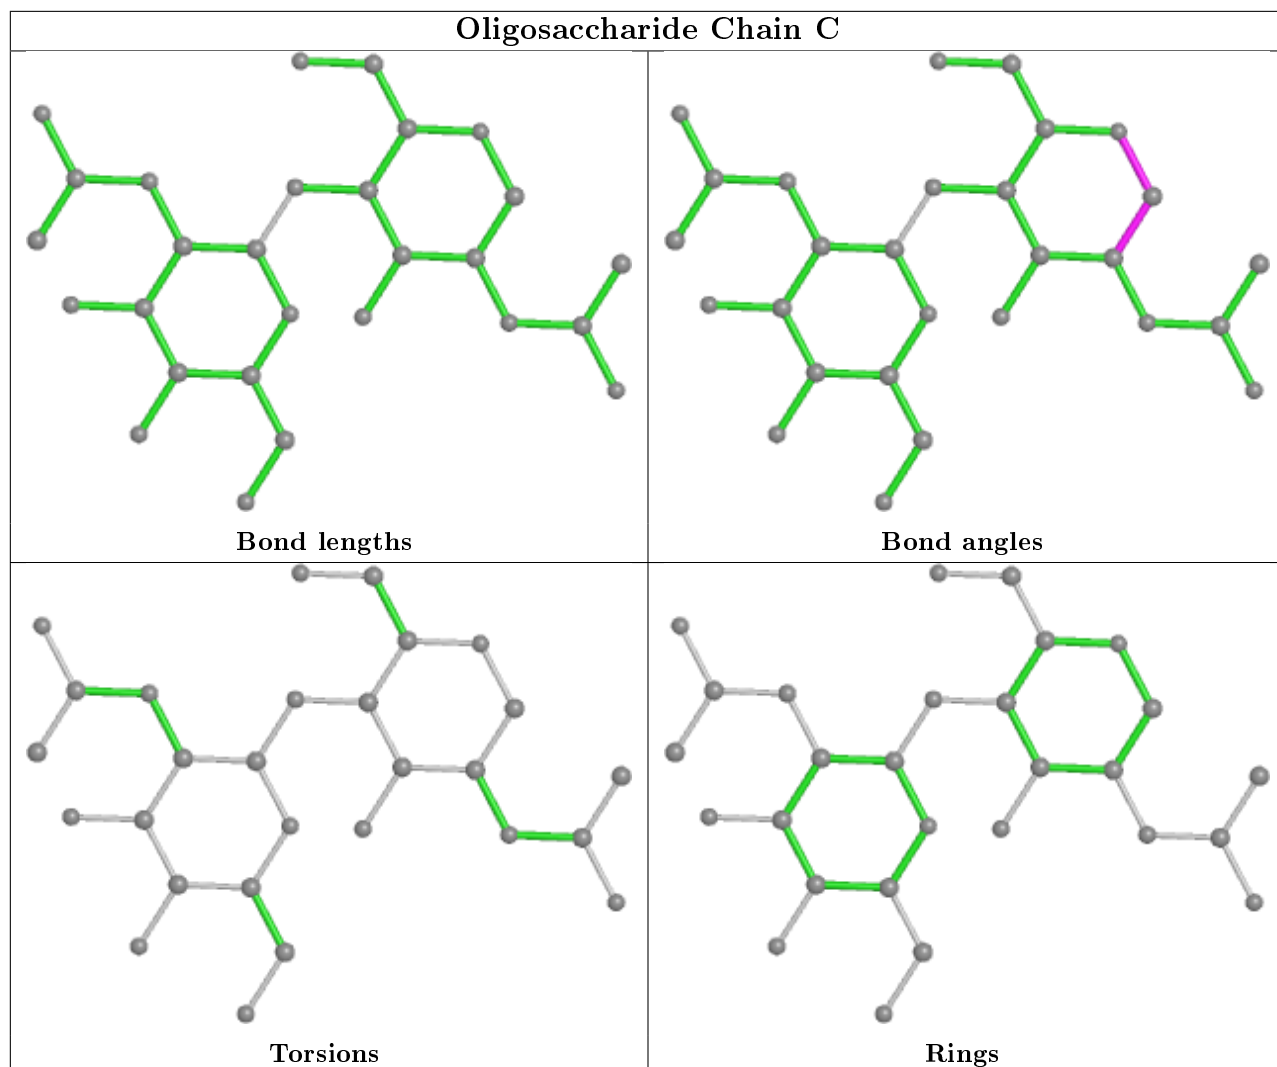 Oligosaccharide Chain C
Bond lengths
Bond angles
Torsions
Rings